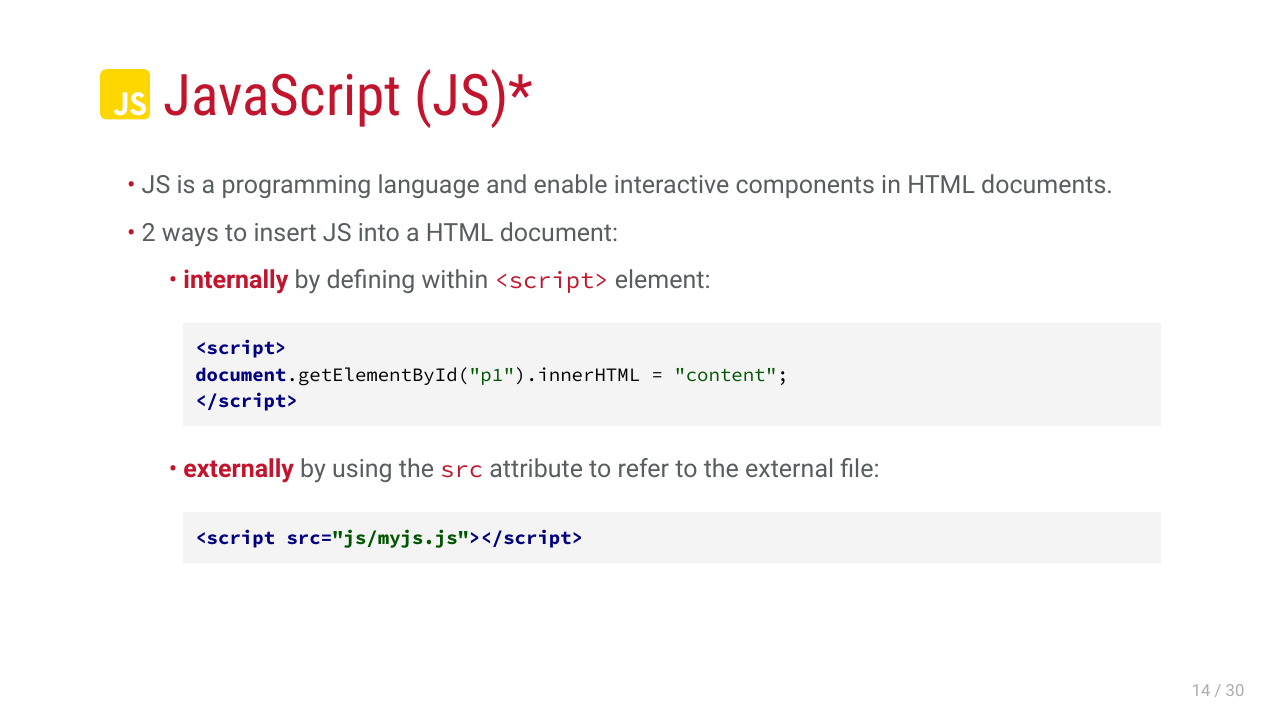 JS JavaScript (JS)*
• JS is a programming language and enable interactive components in HTML documents.
• 2 ways to insert JS into a HTML document:
• internally by defining within <script> element:
<script>
document.getElementById("p1").innerHTML = "content";
</script>
• externally by using the src attribute to refer to the external file:
<script src="js/myjs.js"></script>
14 / 30